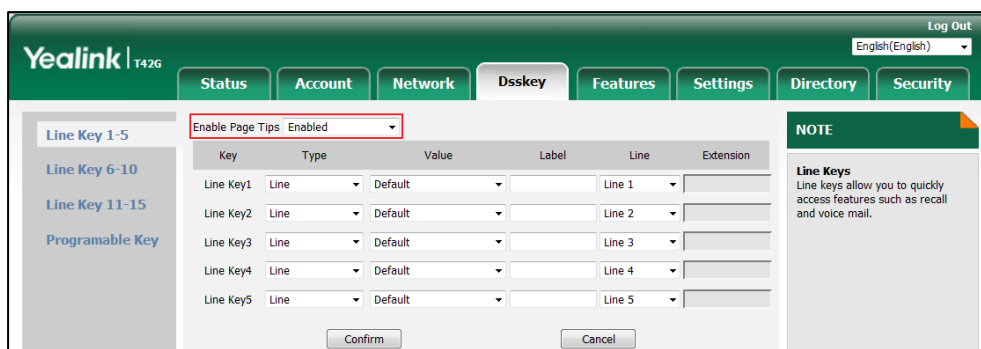 Log Out
Yealink T42G
English(English)
Status Account Network Dsskey Features Settings Directory Security
Line Key 1-5
Line Key 6-10
Line Key 11-15
Programable Key
Enable Page Tips Enabled
Key Type Value Label Line Extension
Line Key1 Line Default Line 1
Line Key2 Line Default Line 2
Line Key3 Line Default Line 3
Line Key4 Line Default Line 4
Line Key5 Line Default Line 5
Confirm Cancel
NOTE
Line Keys
Line keys allow you to quickly
access features such as recall
and voice mail.